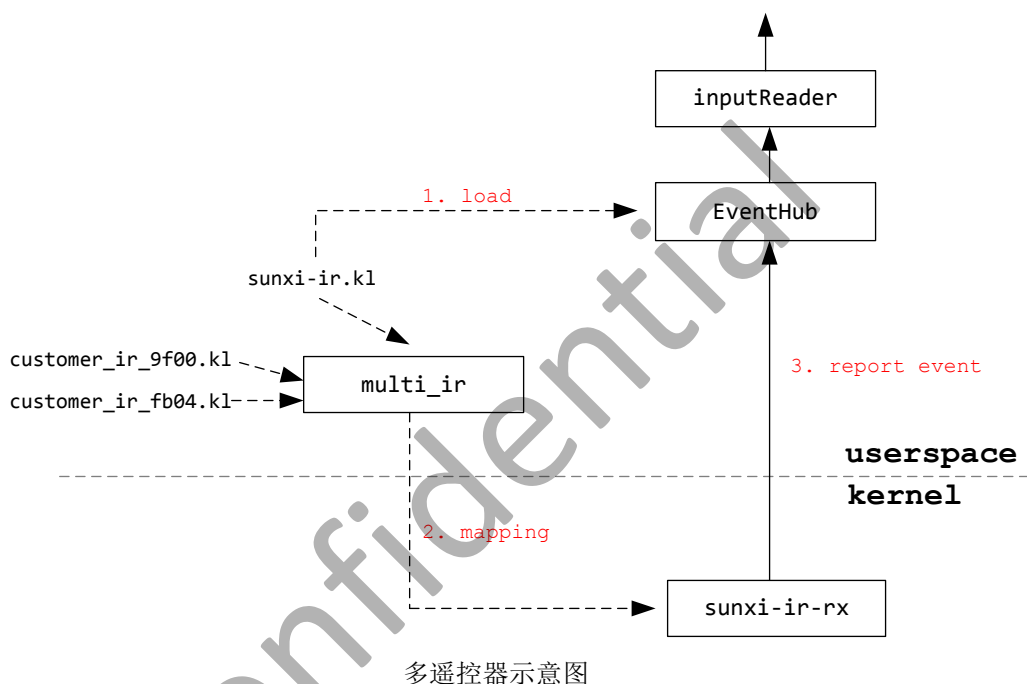 inputReader
1. load
EventHub
sunxi-ir.kl
customer_ir_9f00.kl
multi_ir
3. report event
customer_ir_fb04.kl
userspace
kernel
2. mapping
sunxi-ir-rx
多遥控器示意图
nfidential